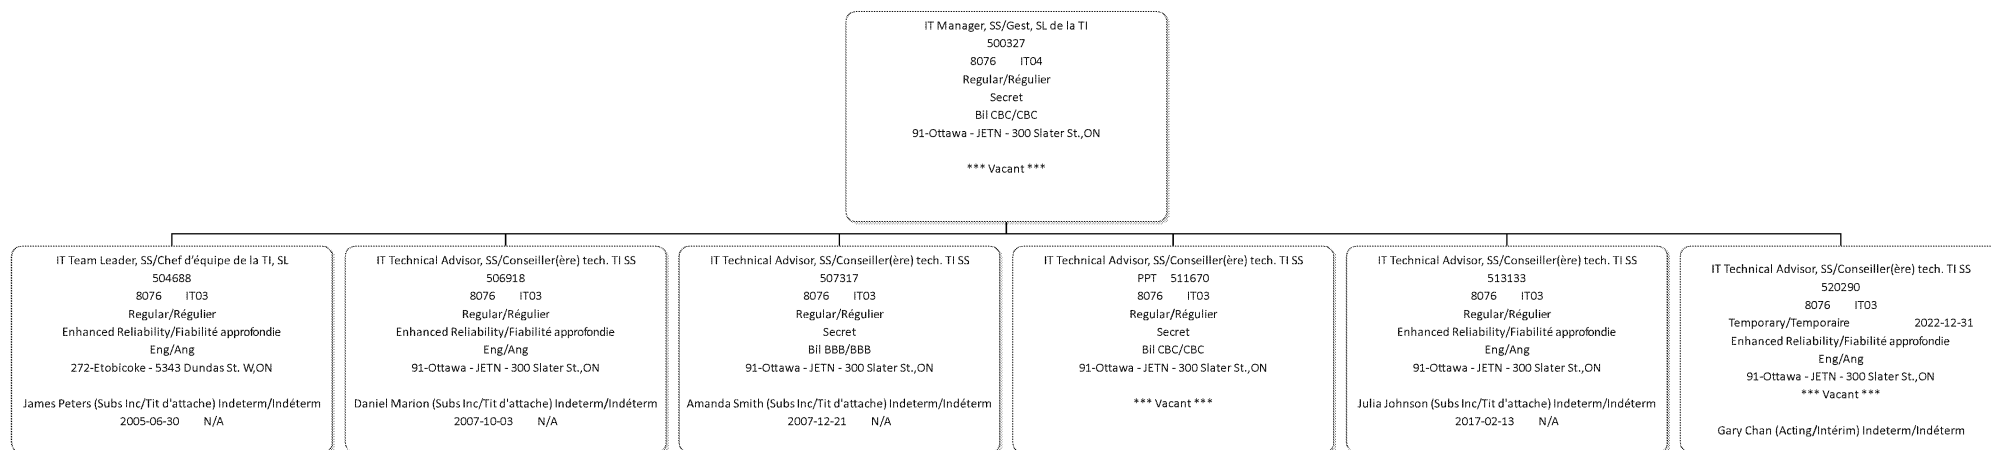 IT Manager, SS/Gest, SL de la TI
500327
8076 IT04
Regular/Régulier
Secret
Bil CBC/CBC
91-Ottawa - JETN - 300 Slater St.,ON
*** Vacant ***
IT Team Leader, SS/Chef d'équipe de la TI, SL
504688
8076 IT03
Regular/Régulier
Enhanced Reliability/Fiabilité approfondie
Eng/Ang
272-Etobicoke - 5343 Dundas St. W,ON
James Peters (Subs Inc/Tit d'attache) Indeterm/Indéterm
2005-06-30 N/A
IT Technical Advisor, SS/Conseiller(ère) tech. TI SS
506918
8076 IT03
Regular/Régulier
Enhanced Reliability/Fiabilité approfondie
Eng/Ang
91-Ottawa - JETN - 300 Slater St.,ON
Daniel Marion (Subs Inc/Tit d'attache) Indeterm/Indéterm
2007-10-03 N/A
IT Technical Advisor, SS/Conseiller(ère) tech. TI SS
507317
8076 IT03
Regular/Régulier
Secret
Bil BBB/BBB
91-Ottawa - JETN - 300 Slater St.,ON
Amanda Smith (Subs Inc/Tit d'attache) Indeterm/Indéterm
2007-12-21 N/A
IT Technical Advisor, SS/Conseiller(ère) tech. TI SS
PPT 511670
8076 IT03
Regular/Régulier
Secret
Bil CBC/CBC
91-Ottawa - JETN - 300 Slater St.,ON
*** Vacant ***
IT Technical Advisor, SS/Conseiller(ère) tech. TI SS
513133
8076 IT03
Regular/Régulier
Enhanced Reliability/Fiabilité approfondie
Eng/Ang
91-Ottawa - JETN - 300 Slater St.,ON
Julia Johnson (Subs Inc/Tit d'attache) Indeterm/Indéterm
2017-02-13 N/A
IT Technical Advisor, SS/Conseiller(ère) tech. TI SS
520290
8076 IT03
Temporary/Temporaire 2022-12-31
Enhanced Reliability/Fiabilité approfondie
Eng/Ang
91-Ottawa - JETN - 300 Slater St.,ON
*** Vacant ***
Gary Chan (Acting/Intérim) Indeterm/Indéterm